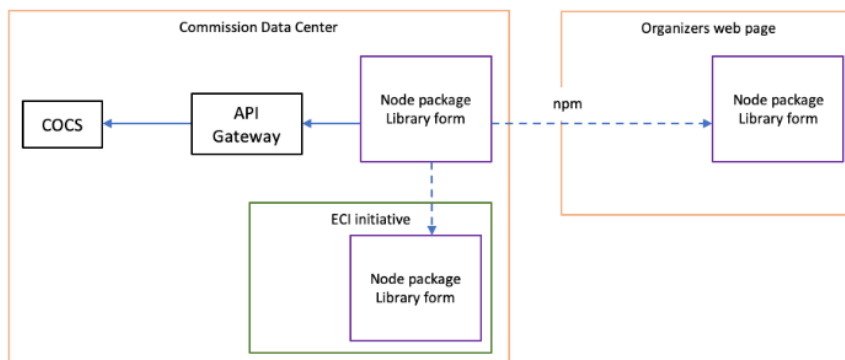 Commission Data Center
Organizers web page
Node package
Library form
COCS
API
Gateway
npm
Node package
Library form
ECI initiative
Node package
Library form